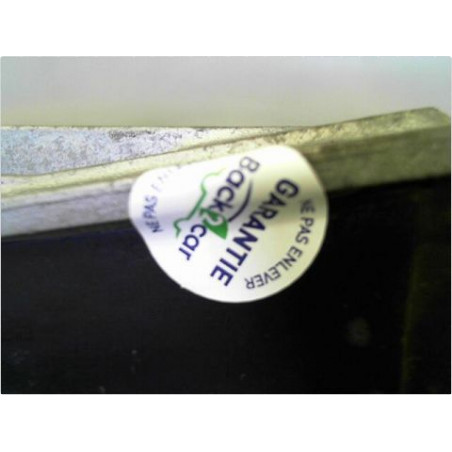 NE PAS ENLEVER
GARANTIE
Back2car
NE PAS EN